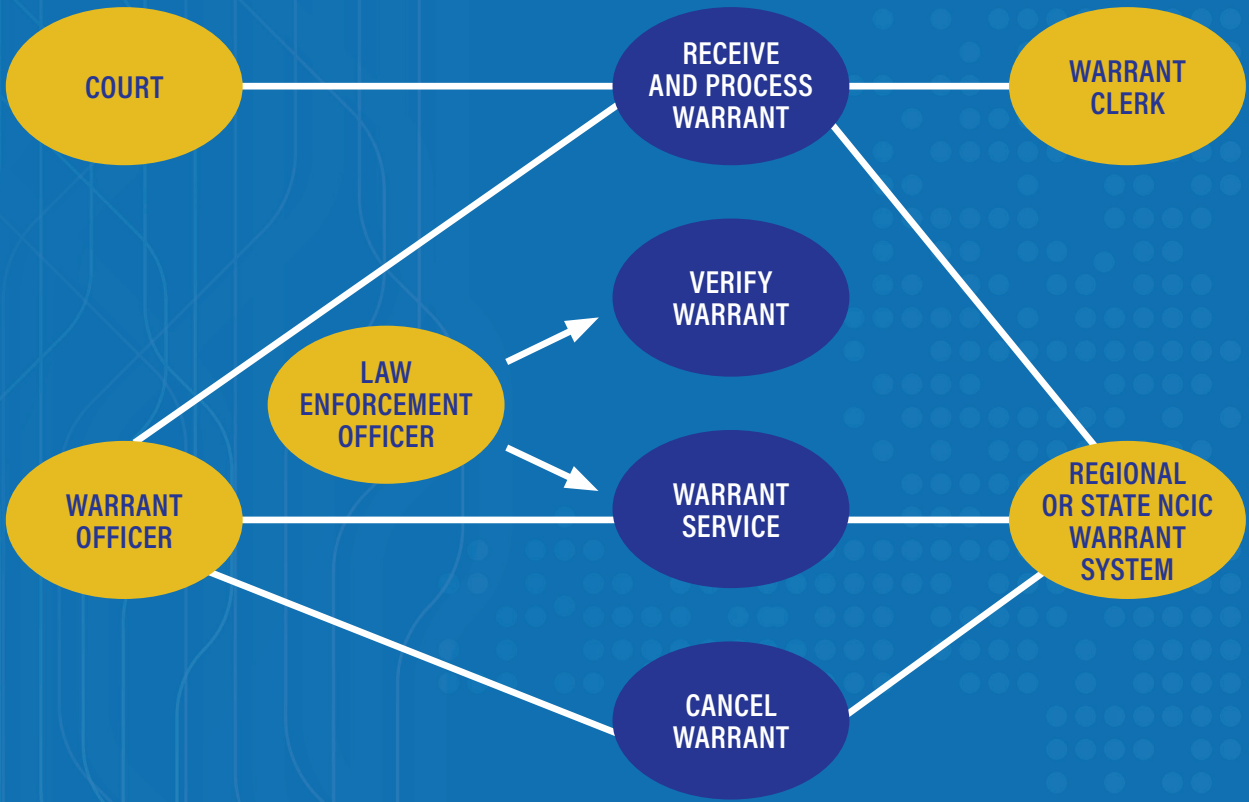 COURT
RECEIVE
AND PROCESS
WARRANT
WARRANT
CLERK
VERIFY
WARRANT
LAW
ENFORCEMENT
OFFICER
WARRANT
OFFICER
WARRANT
SERVICE
REGIONAL
OR STATE NCIC
WARRANT
SYSTEM
CANCEL
WARRANT